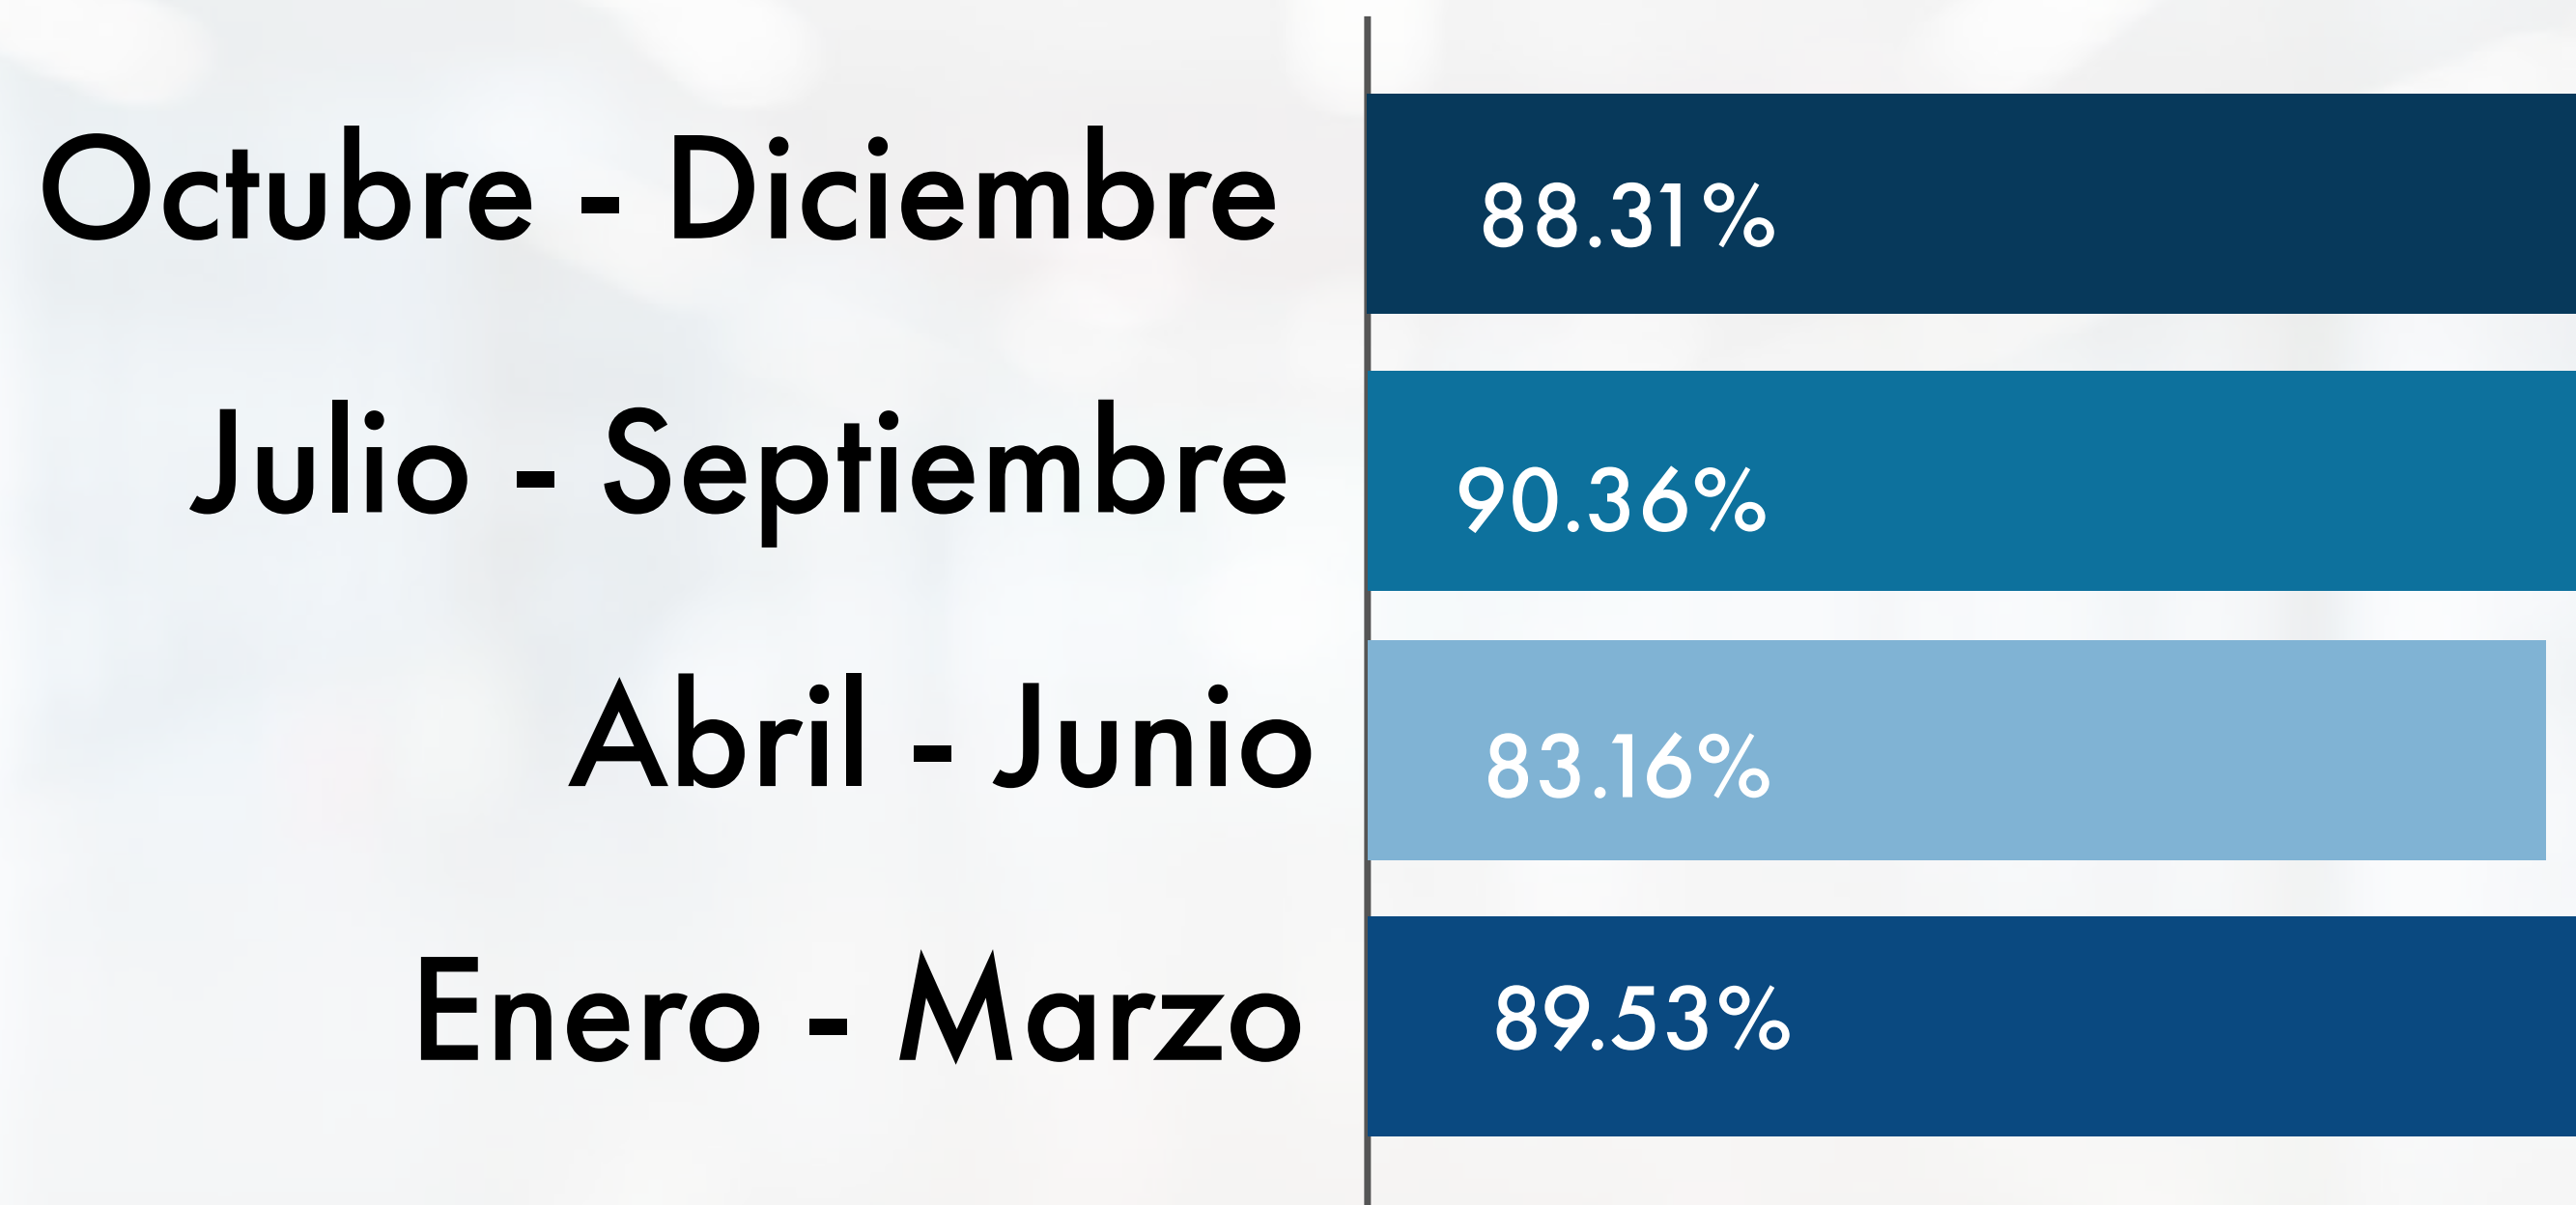 Octubre - Diciembre 88.31%
Julio - Septiembre 90.36%
Abril - Junio 83.16%
Enero - Marzo 89.53%